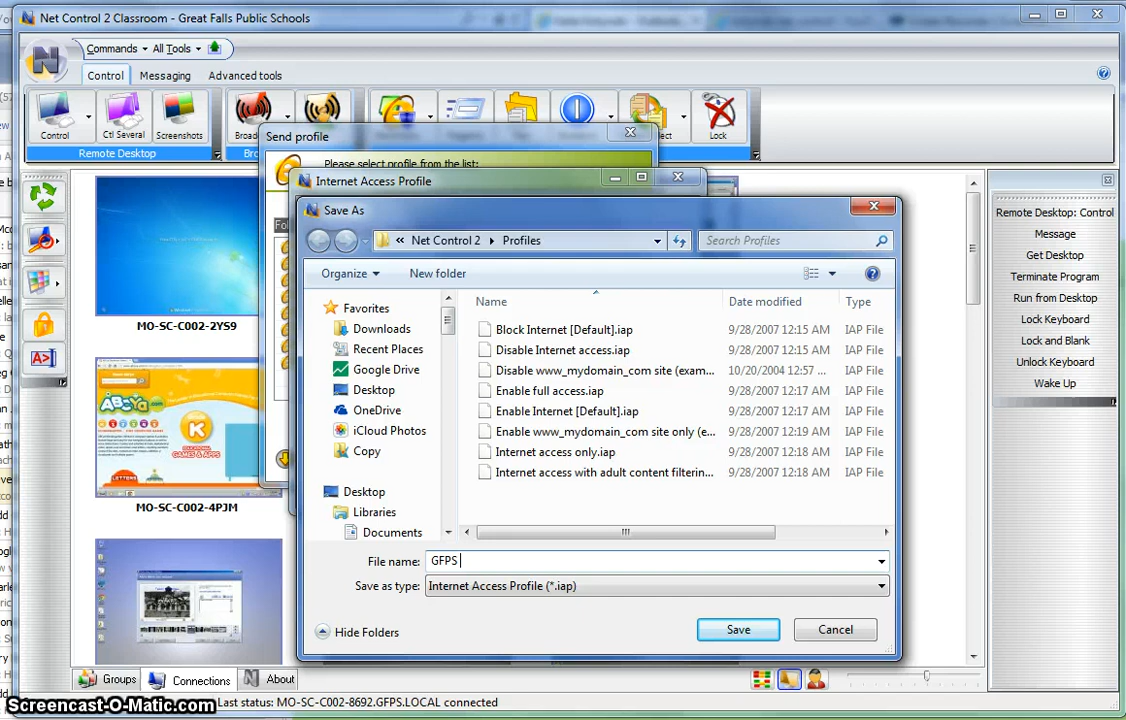 Net Control 2 Classroom - Great Falls Public Schools
Commands All Tools
Control Messaging Advanced tools
Control Ctl Several Screenshots Lock
Remote Desktop
Send profile
Please select profile from the list:
Internet Access Profile
Save As
« Net Control 2 Profiles
Search Profiles
Organize New folder
Favorites
Downloads
Recent Places
Google Drive
Desktop
OneDrive
iCloud Photos
Copy
Desktop
Libraries
Documents
Name Date modified Type
Block Internet [Default].iap 9/28/2007 12:15 AM IAP File
Disable Internet access.iap 9/28/2007 12:15 AM IAP File
Disable www_mydomain_com site (exam... 10/20/2004 12:57 ... IAP File
Enable full access.iap 9/28/2007 12:17 AM IAP File
Enable Internet [Default].iap 9/28/2007 12:17 AM IAP File
Enable www_mydomain_com site only (e... 9/28/2007 12:17 AM IAP File
Internet access only.iap 9/28/2007 12:18 AM IAP File
Internet access with adult content filterin... 9/28/2007 12:18 AM IAP File
File name: GFPS
Save as type: Internet Access Profile (*.iap)
Hide Folders
Save
Cancel
MO-SC-C002-2YS9
ABCya.com
LETTERS
MO-SC-C002-4PJM
Remote Desktop: Control
Message
Get Desktop
Terminate Program
Run from Desktop
Lock Keyboard
Lock and Blank
Unlock Keyboard
Wake Up
Groups Connections About
Last status: MO-SC-C002-8692.GFPS.LOCAL connected
Screencast-O-Matic.com